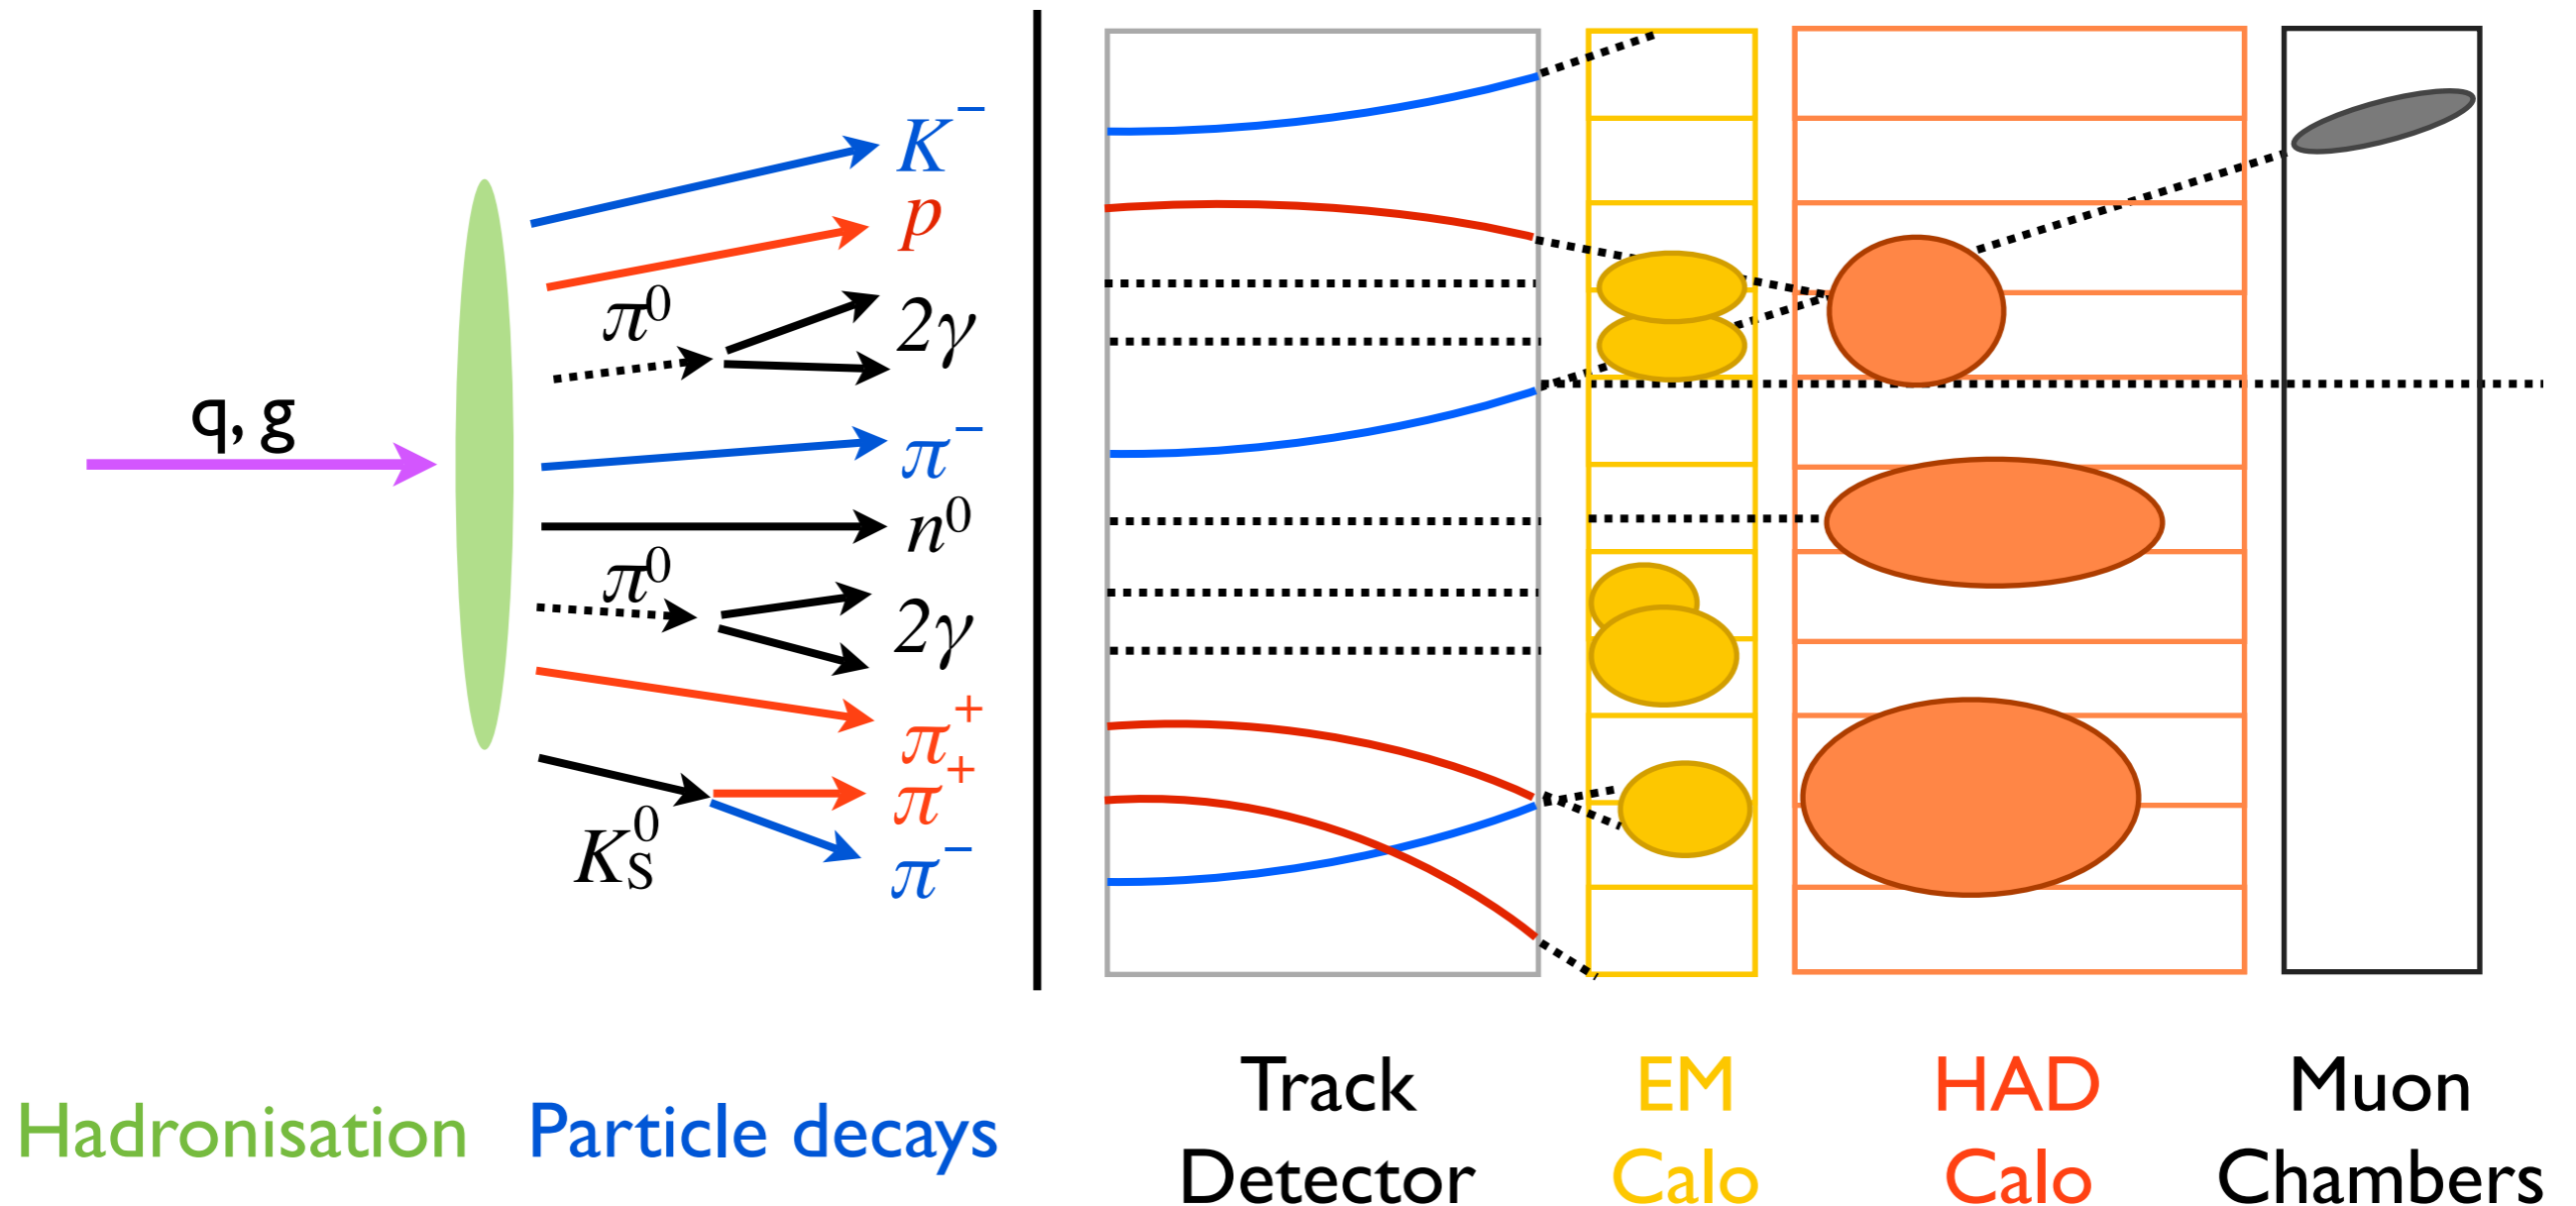 K⁻
p
π⁰
2γ
q, g
π⁻
n⁰
π⁰
2γ
π⁺
π⁺
K⁰S
π⁻
Hadronisation
Particle decays
Track
Detector
EM
Calo
HAD
Calo
Muon
Chambers